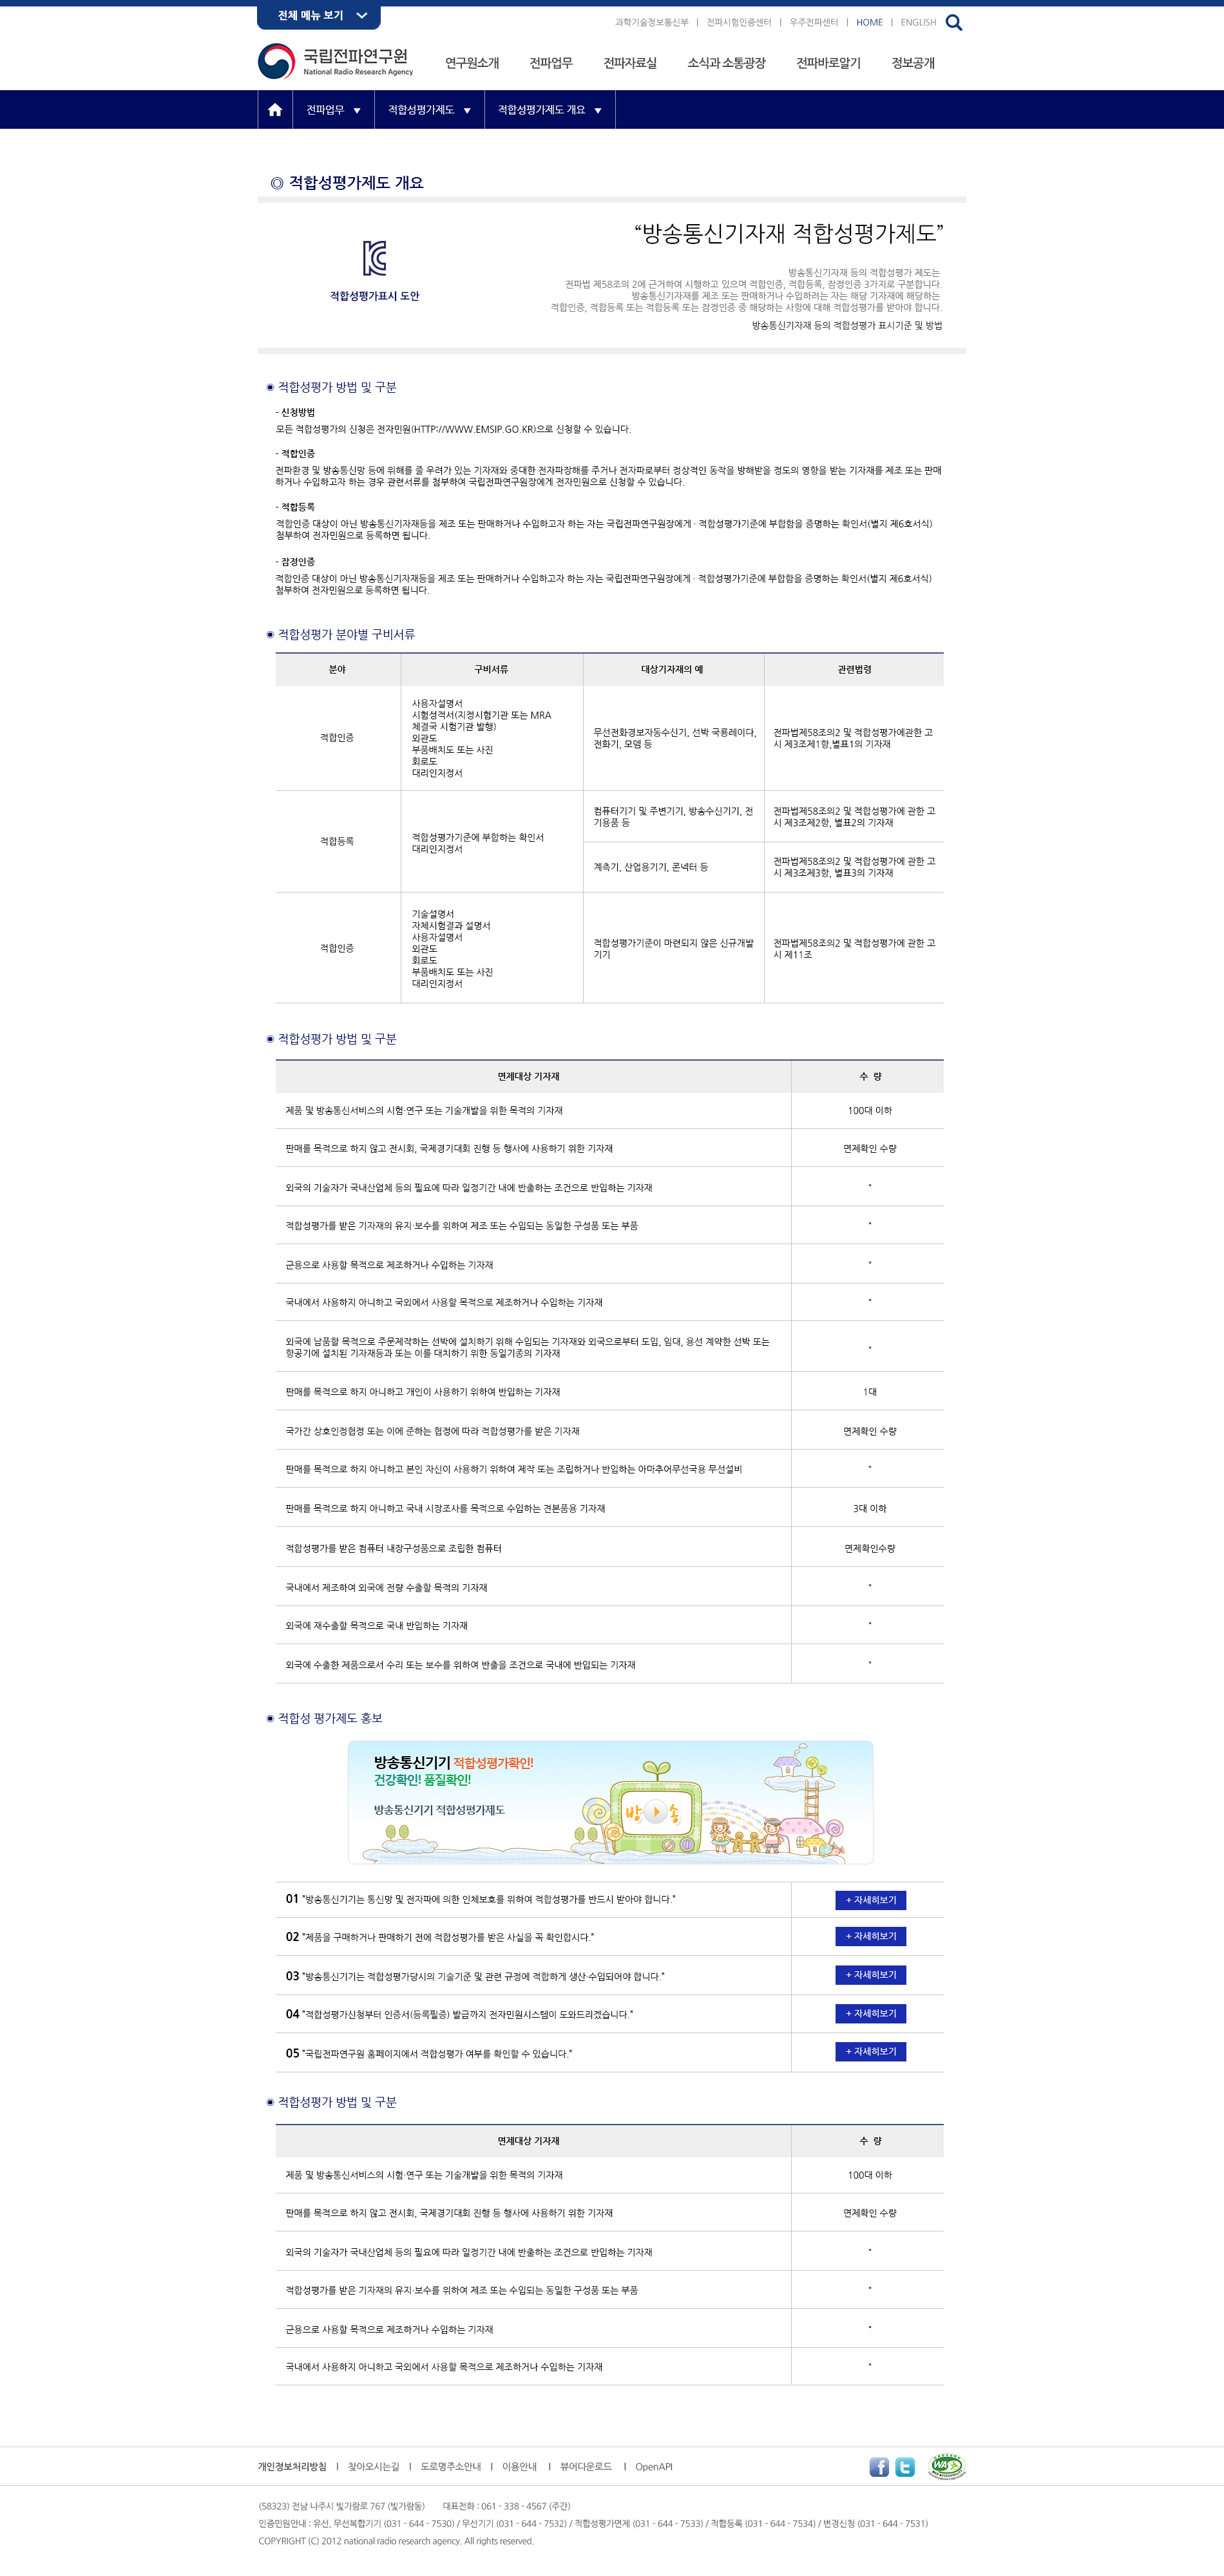 전체 메뉴 보기
과학기술정보통신부 | 전파시험인증센터 | 우주전파센터 | HOME | ENGLISH
국립전파연구원
National Radio Research Agency
연구원소개 전파업무 전파자료실 소식과 소통광장 전파바로알기 정보공개
전파업무 ▼ 적합성평가제도 ▼ 적합성평가제도 개요 ▼
◎ 적합성평가제도 개요
“방송통신기자재 적합성평가제도”
적합성평가표시 도안
방송통신기자재 등의 적합성평가 제도는
전파법 제58조의 2에 근거하여 시행하고 있으며 적합인증, 적합등록, 잠정인증 3가지로 구분합니다.
방송통신기자재를 제조 또는 판매하거나 수입하려는 자는 해당 기자재에 해당하는
적합인증, 적합등록 또는 적합등록 또는 잠정인증 중 해당하는 사항에 대해 적합성평가를 받아야 합니다.
방송통신기자재 등의 적합성평가 표시기준 및 방법
◉ 적합성평가 방법 및 구분
- 신청방법
모든 적합성평가의 신청은 전자민원(HTTP://WWW.EMSIP.GO.KR)으로 신청할 수 있습니다.
- 적합인증
전파환경 및 방송통신망 등에 위해를 줄 우려가 있는 기자재와 중대한 전자파장해를 주거나 전자파로부터 정상적인 동작을 방해받을 정도의 영향을 받는 기자재를 제조 또는 판매
하거나 수입하고자 하는 경우 관련서류를 첨부하여 국립전파연구원장에게 전자민원으로 신청할 수 있습니다.
- 적합등록
적합인증 대상이 아닌 방송통신기자재등을 제조 또는 판매하거나 수입하고자 하는 자는 국립전파연구원장에게 · 적합성평가기준에 부합함을 증명하는 확인서(별지 제6호서식)
첨부하여 전자민원으로 등록하면 됩니다.
- 잠정인증
적합인증 대상이 아닌 방송통신기자재등을 제조 또는 판매하거나 수입하고자 하는 자는 국립전파연구원장에게 · 적합성평가기준에 부합함을 증명하는 확인서(별지 제6호서식)
첨부하여 전자민원으로 등록하면 됩니다.
◉ 적합성평가 분야별 구비서류
분야 구비서류 대상기자재의 예 관련법령
적합인증
사용자설명서
시험성적서(지정시험기관 또는 MRA
체결국 시험기관 발행)
외관도
부품배치도 또는 사진
회로도
대리인지정서
무선전화경보자동수신기, 선박 국룡레이다,
전화기, 모뎀 등
전파법제58조의2 및 적합성평가에관한 고
시 제3조제1항,별표1의 기자재
적합등록
적합성평가기준에 부합하는 확인서
대리인지정서
컴퓨터기기 및 주변기기, 방송수신기기, 전
기용품 등
전파법제58조의2 및 적합성평가에 관한 고
시 제3조제2항, 별표2의 기자재
계측기, 산업용기기, 콘넥터 등
전파법제58조의2 및 적합성평가에 관한 고
시 제3조제3항, 별표3의 기자재
적합인증
기술설명서
자체시험결과 설명서
사용자설명서
외관도
회로도
부품배치도 또는 사진
대리인지정서
적합성평가기준이 마련되지 않은 신규개발
기기
전파법제58조의2 및 적합성평가에 관한 고
시 제11조
◉ 적합성평가 방법 및 구분
면제대상 기자재 수 량
제품 및 방송통신서비스의 시험·연구 또는 기술개발을 위한 목적의 기자재 100대 이하
판매를 목적으로 하지 않고 전시회, 국제경기대회 진행 등 행사에 사용하기 위한 기자재 면제확인 수량
외국의 기술자가 국내산업체 등의 필요에 따라 일정기간 내에 반출하는 조건으로 반입하는 기자재 "
적합성평가를 받은 기자재의 유지·보수를 위하여 제조 또는 수입되는 동일한 구성품 또는 부품 "
군용으로 사용할 목적으로 제조하거나 수입하는 기자재 "
국내에서 사용하지 아니하고 국외에서 사용할 목적으로 제조하거나 수입하는 기자재 "
외국에 납품할 목적으로 주문제작하는 선박에 설치하기 위해 수입되는 기자재와 외국으로부터 도입, 임대, 용선 계약한 선박 또는
항공기에 설치된 기자재등과 또는 이를 대치하기 위한 동일기종의 기자재 "
판매를 목적으로 하지 아니하고 개인이 사용하기 위하여 반입하는 기자재 1대
국가간 상호인정협정 또는 이에 준하는 협정에 따라 적합성평가를 받은 기자재 면제확인 수량
판매를 목적으로 하지 아니하고 본인 자신이 사용하기 위하여 제작 또는 조립하거나 반입하는 아마추어무선국용 무선설비 "
판매를 목적으로 하지 아니하고 국내 시장조사를 목적으로 수입하는 견본품용 기자재 3대 이하
적합성평가를 받은 컴퓨터 내장구성품으로 조립한 컴퓨터 면제확인수량
국내에서 제조하여 외국에 전량 수출할 목적의 기자재 "
외국에 재수출할 목적으로 국내 반입하는 기자재 "
외국에 수출한 제품으로서 수리 또는 보수를 위하여 반출을 조건으로 국내에 반입되는 기자재 "
◉ 적합성 평가제도 홍보
방송통신기기 적합성평가확인!
건강확인! 품질확인!
방송통신기기 적합성평가제도
방 송
01 "방송통신기기는 통신망 및 전자파에 의한 인체보호를 위하여 적합성평가를 반드시 받아야 합니다." + 자세히보기
02 "제품을 구매하거나 판매하기 전에 적합성평가를 받은 사실을 꼭 확인합시다." + 자세히보기
03 "방송통신기기는 적합성평가당시의 기술기준 및 관련 규정에 적합하게 생산·수입되어야 합니다." + 자세히보기
04 "적합성평가신청부터 인증서(등록필증) 발급까지 전자민원시스템이 도와드리겠습니다." + 자세히보기
05 "국립전파연구원 홈페이지에서 적합성평가 여부를 확인할 수 있습니다." + 자세히보기
◉ 적합성평가 방법 및 구분
면제대상 기자재 수 량
제품 및 방송통신서비스의 시험·연구 또는 기술개발을 위한 목적의 기자재 100대 이하
판매를 목적으로 하지 않고 전시회, 국제경기대회 진행 등 행사에 사용하기 위한 기자재 면제확인 수량
외국의 기술자가 국내산업체 등의 필요에 따라 일정기간 내에 반출하는 조건으로 반입하는 기자재 "
적합성평가를 받은 기자재의 유지·보수를 위하여 제조 또는 수입되는 동일한 구성품 또는 부품 "
군용으로 사용할 목적으로 제조하거나 수입하는 기자재 "
국내에서 사용하지 아니하고 국외에서 사용할 목적으로 제조하거나 수입하는 기자재 "
개인정보처리방침 | 찾아오시는길 | 도로명주소안내 | 이용안내 | 뷰어다운로드 | OpenAPI
WA
(58323) 전남 나주시 빛가람로 767 (빛가람동) 대표전화 : 061 - 338 - 4567 (주간)
인증민원안내 : 유선, 무선복합기기 (031 - 644 - 7530) / 무선기기 (031 - 644 - 7532) / 적합성평가면제 (031 - 644 - 7533) / 적합등록 (031 - 644 - 7534) / 변경신청 (031 - 644 - 7531)
COPYRIGHT (C) 2012 national radio research agency. All rights reserved.